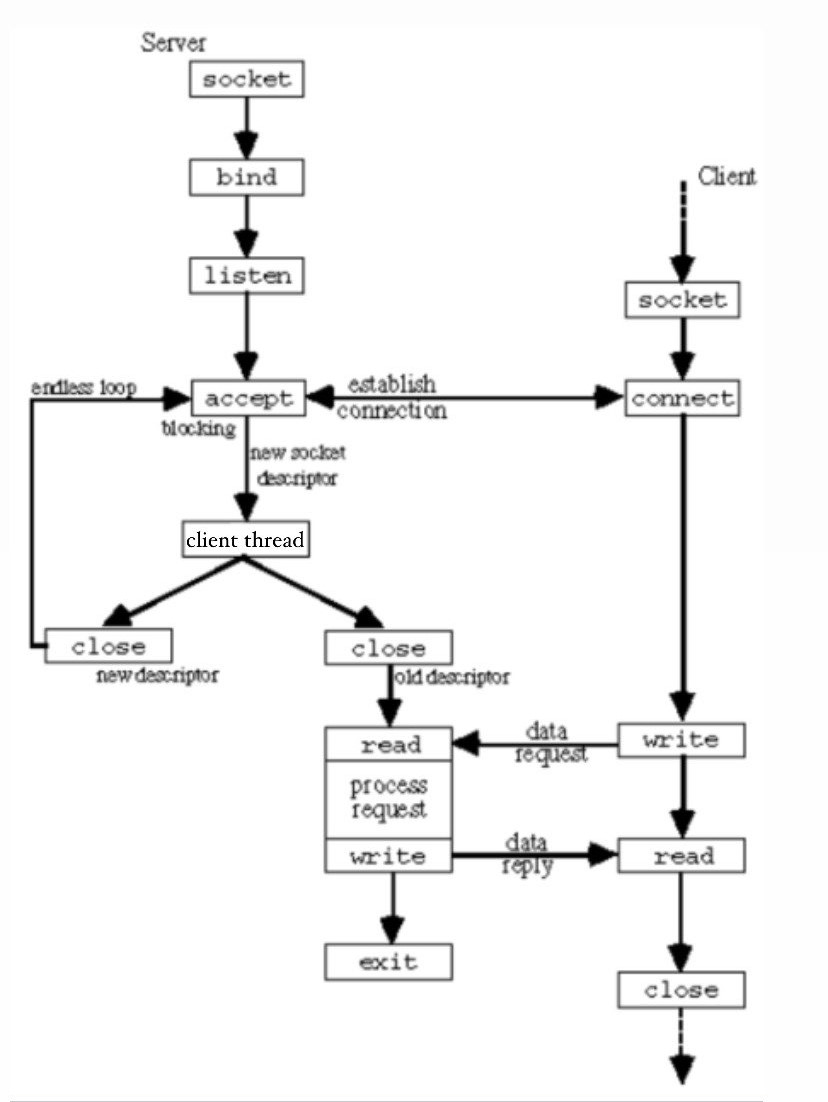 Server
socket
bind
listen
endless loop
accept
blocking
establish
connection
new socket
descriptor
client thread
close
new descriptor
close
old descriptor
read
process
request
write
exit
Client
socket
connect
write
data
request
data
reply
read
close